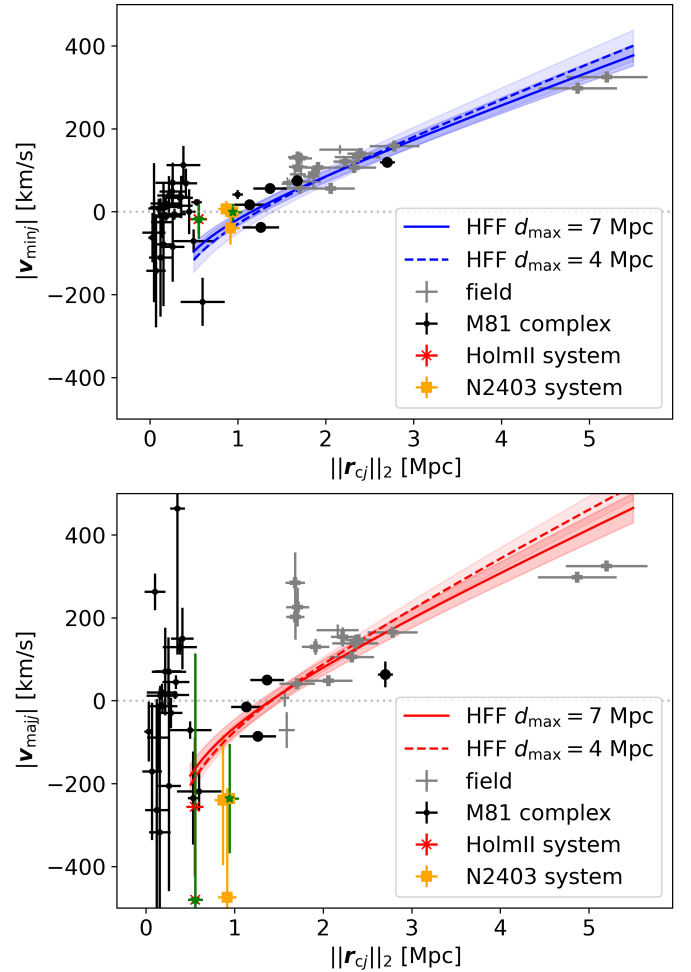 400
200
0
−200
−400
|v_minj| [km/s]
HFF d_max = 7 Mpc
HFF d_max = 4 Mpc
field
M81 complex
HolmII system
N2403 system
0 1 2 3 4 5
||r_cj||₂ [Mpc]
400
200
0
−200
−400
|v_majj| [km/s]
HFF d_max = 7 Mpc
HFF d_max = 4 Mpc
field
M81 complex
HolmII system
N2403 system
0 1 2 3 4 5
||r_cj||₂ [Mpc]